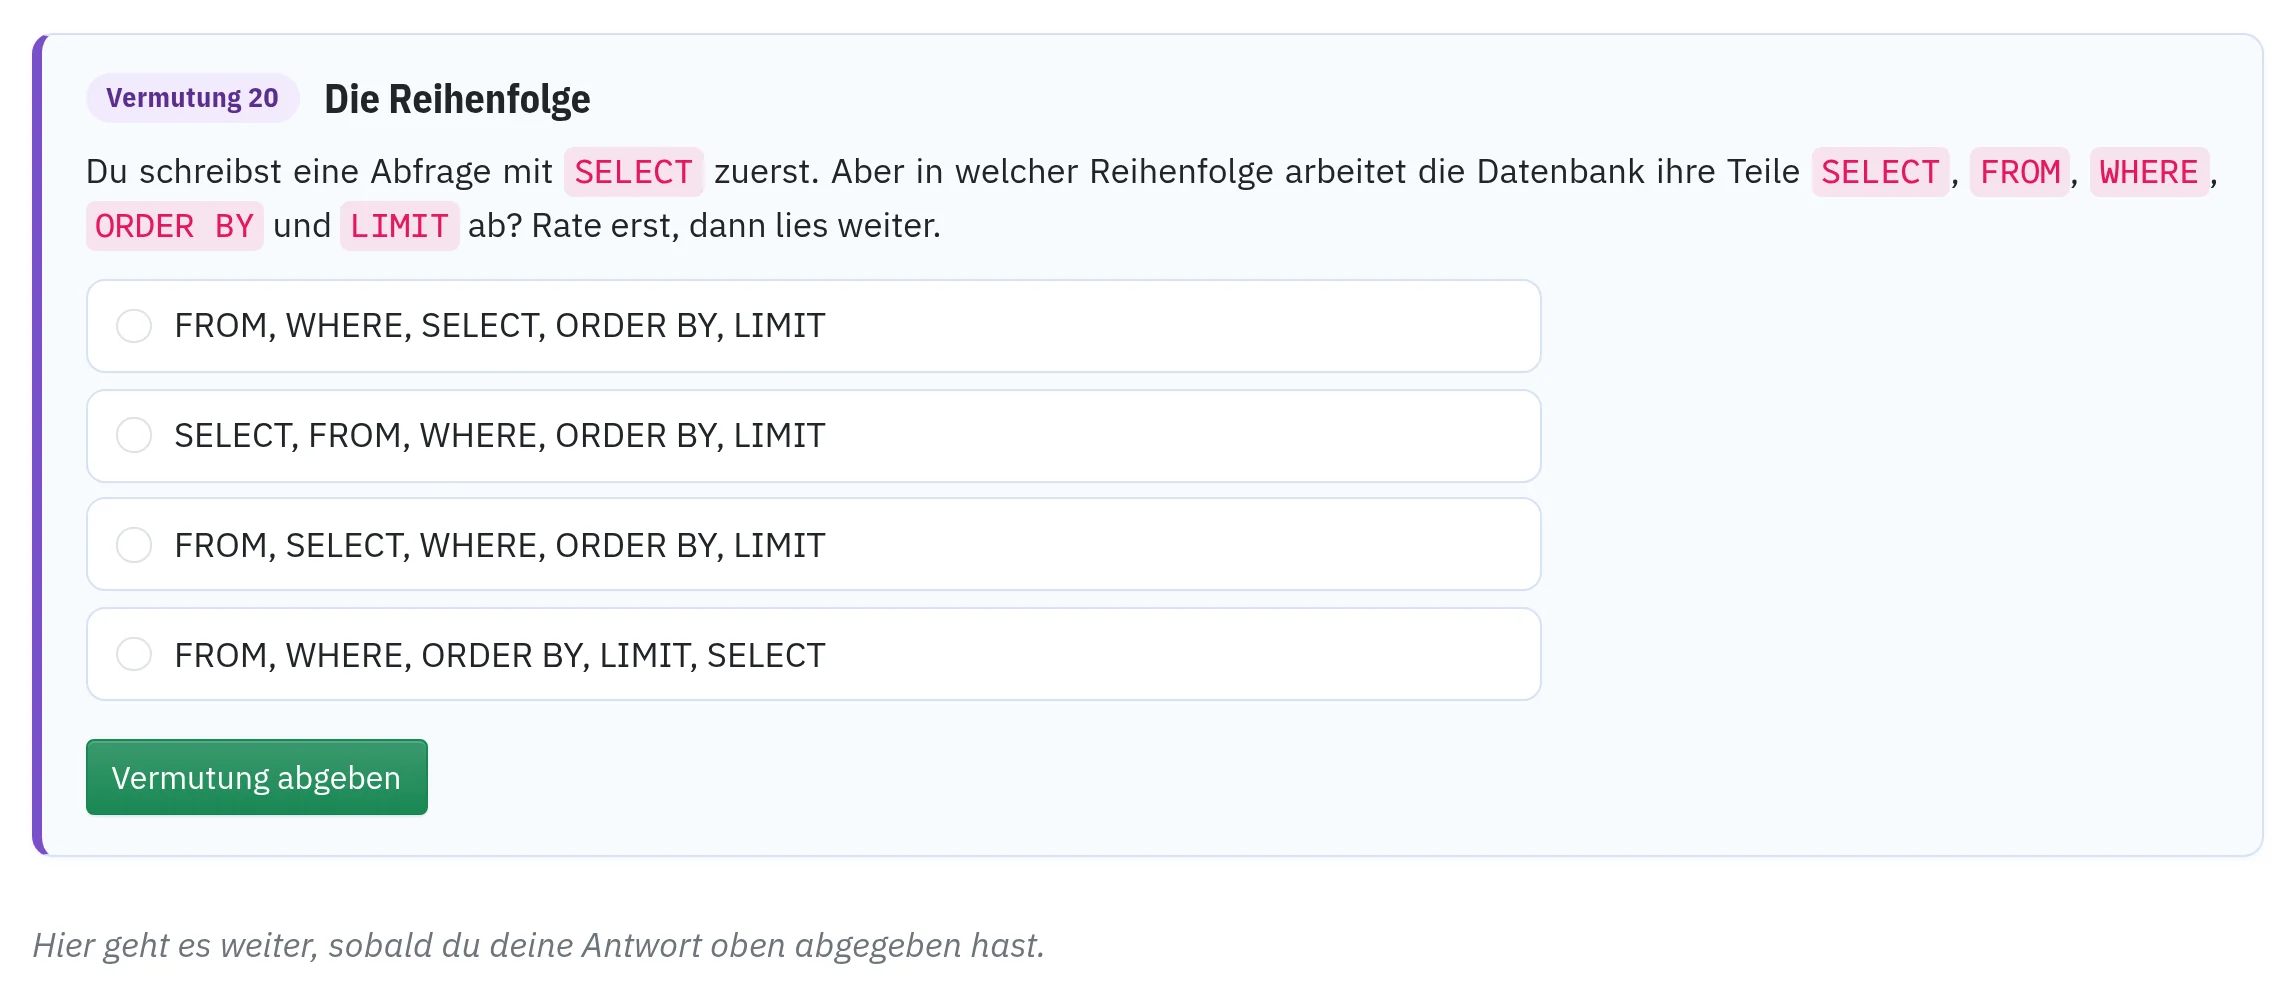 Vermutung 20 Die Reihenfolge
Du schreibst eine Abfrage mit SELECT zuerst. Aber in welcher Reihenfolge arbeitet die Datenbank ihre Teile SELECT, FROM, WHERE,
ORDER BY und LIMIT ab? Rate erst, dann lies weiter.
FROM, WHERE, SELECT, ORDER BY, LIMIT
SELECT, FROM, WHERE, ORDER BY, LIMIT
FROM, SELECT, WHERE, ORDER BY, LIMIT
FROM, WHERE, ORDER BY, LIMIT, SELECT
Vermutung abgeben
Hier geht es weiter, sobald du deine Antwort oben abgegeben hast.